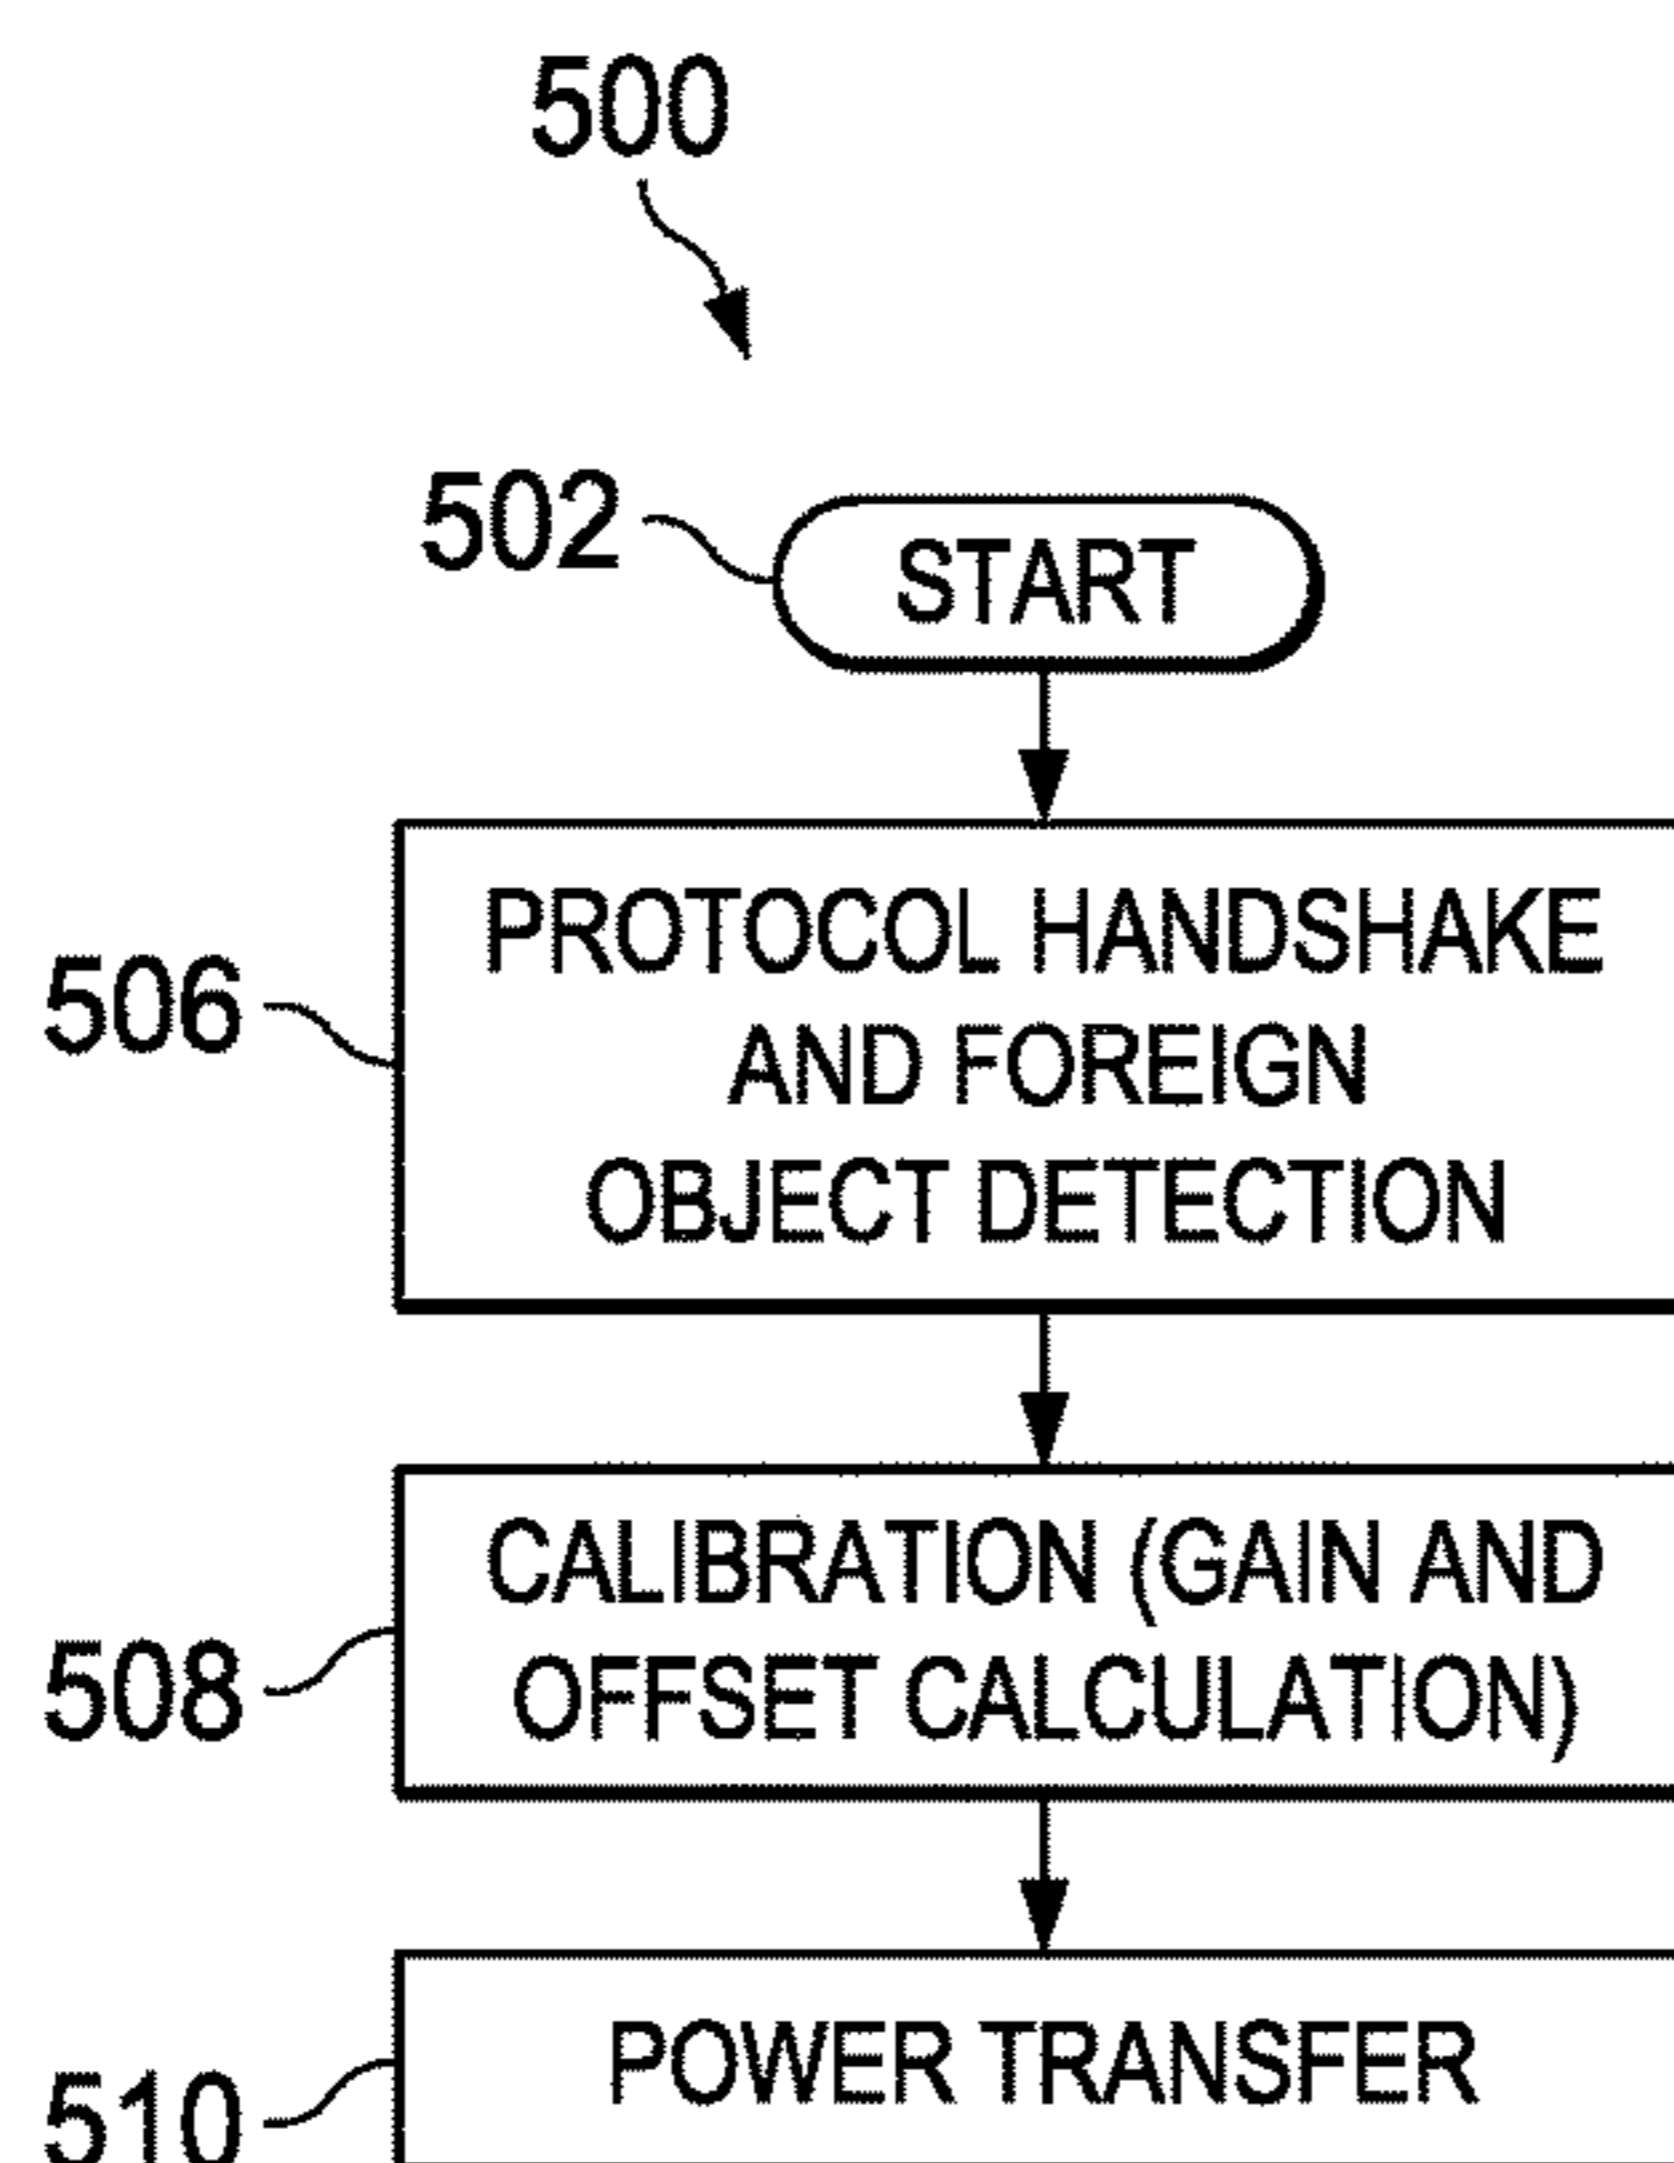 500
502
START
506
PROTOCOL HANDSHAKE
AND FOREIGN
OBJECT DETECTION
508
CALIBRATION (GAIN AND
OFFSET CALCULATION)
510
POWER TRANSFER